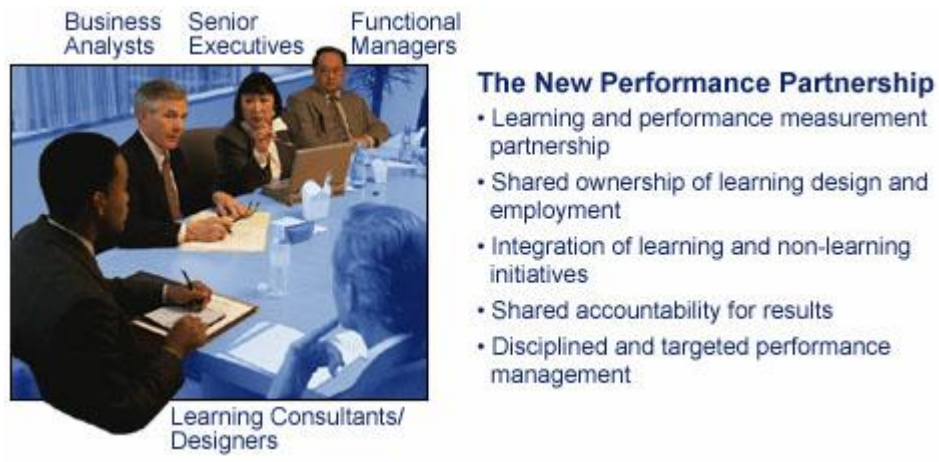 Business Analysts
Senior Executives
Functional Managers
The New Performance Partnership
• Learning and performance measurement
partnership
• Shared ownership of learning design and
employment
• Integration of learning and non-learning
initiatives
• Shared accountability for results
• Disciplined and targeted performance
management
Learning Consultants/
Designers